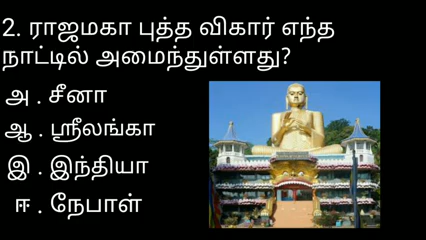 2. ராஜமகா புத்த விகார் எந்த
நாட்டில் அமைந்துள்ளது?
அ . சீனா
ஆ . ஸ்ரீலங்கா
இ . இந்தியா
ஈ . நேபாள்